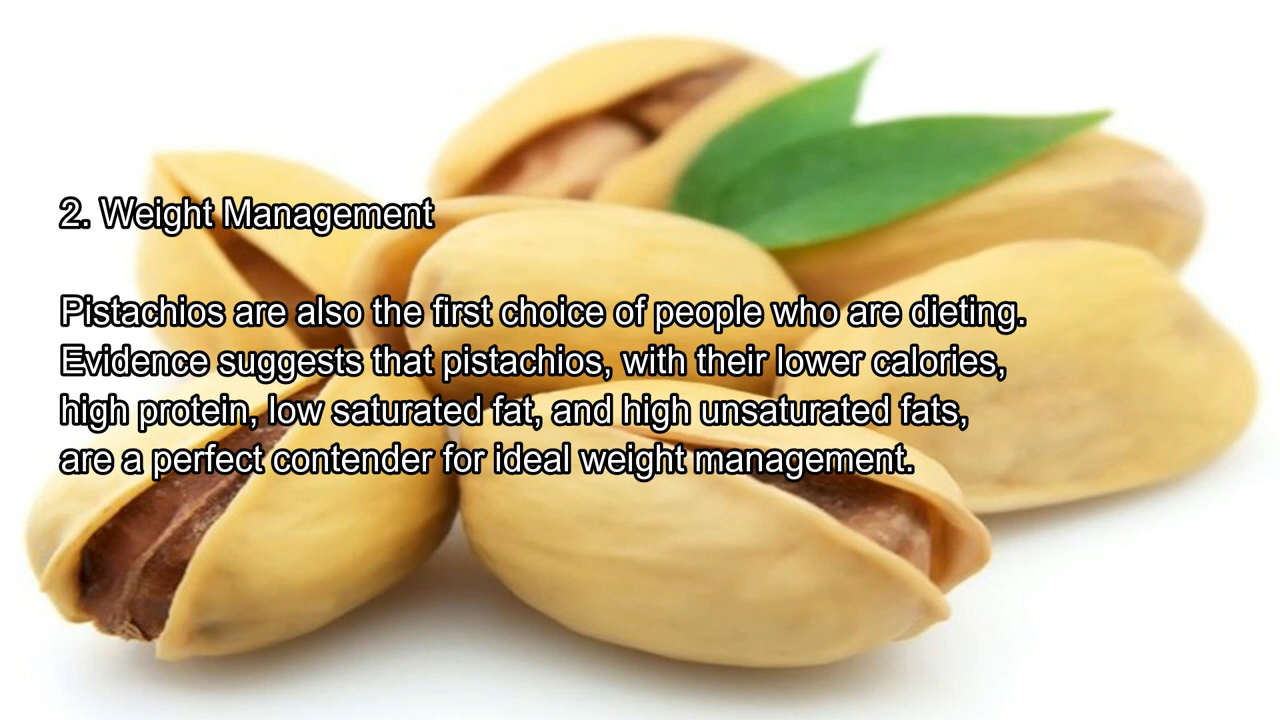 2. Weight Management
Pistachios are also the first choice of people who are dieting.
Evidence suggests that pistachios, with their lower calories,
high protein, low saturated fat, and high unsaturated fats,
are a perfect contender for ideal weight management.